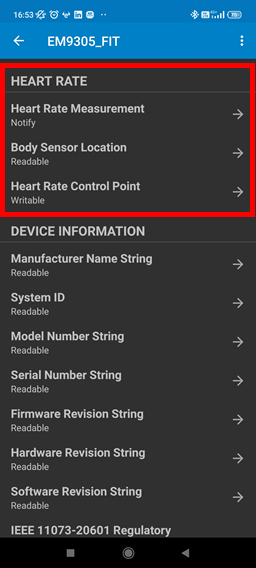 16:53
EM9305_FIT
HEART RATE
Heart Rate Measurement
Notify
Body Sensor Location
Readable
Heart Rate Control Point
Writable
DEVICE INFORMATION
Manufacturer Name String
Readable
System ID
Readable
Model Number String
Readable
Serial Number String
Readable
Firmware Revision String
Readable
Hardware Revision String
Readable
Software Revision String
Readable
IEEE 11073-20601 Regulatory